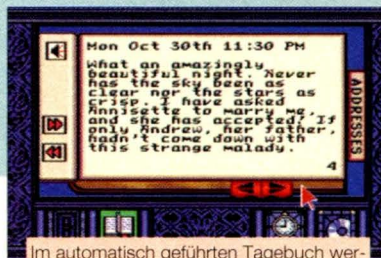 Mon Oct 30th 11:30 PM
What an amazingly
beautiful night. Never
has the sky been as
clear nor the stars as
crisp. I have asked
Annisette to marry me,
and she has accepted! If
only Andrew, her father,
hadn't come down with
this strange malady.
4
ADDRESSES
Im automatisch geführten Tagebuch wer-